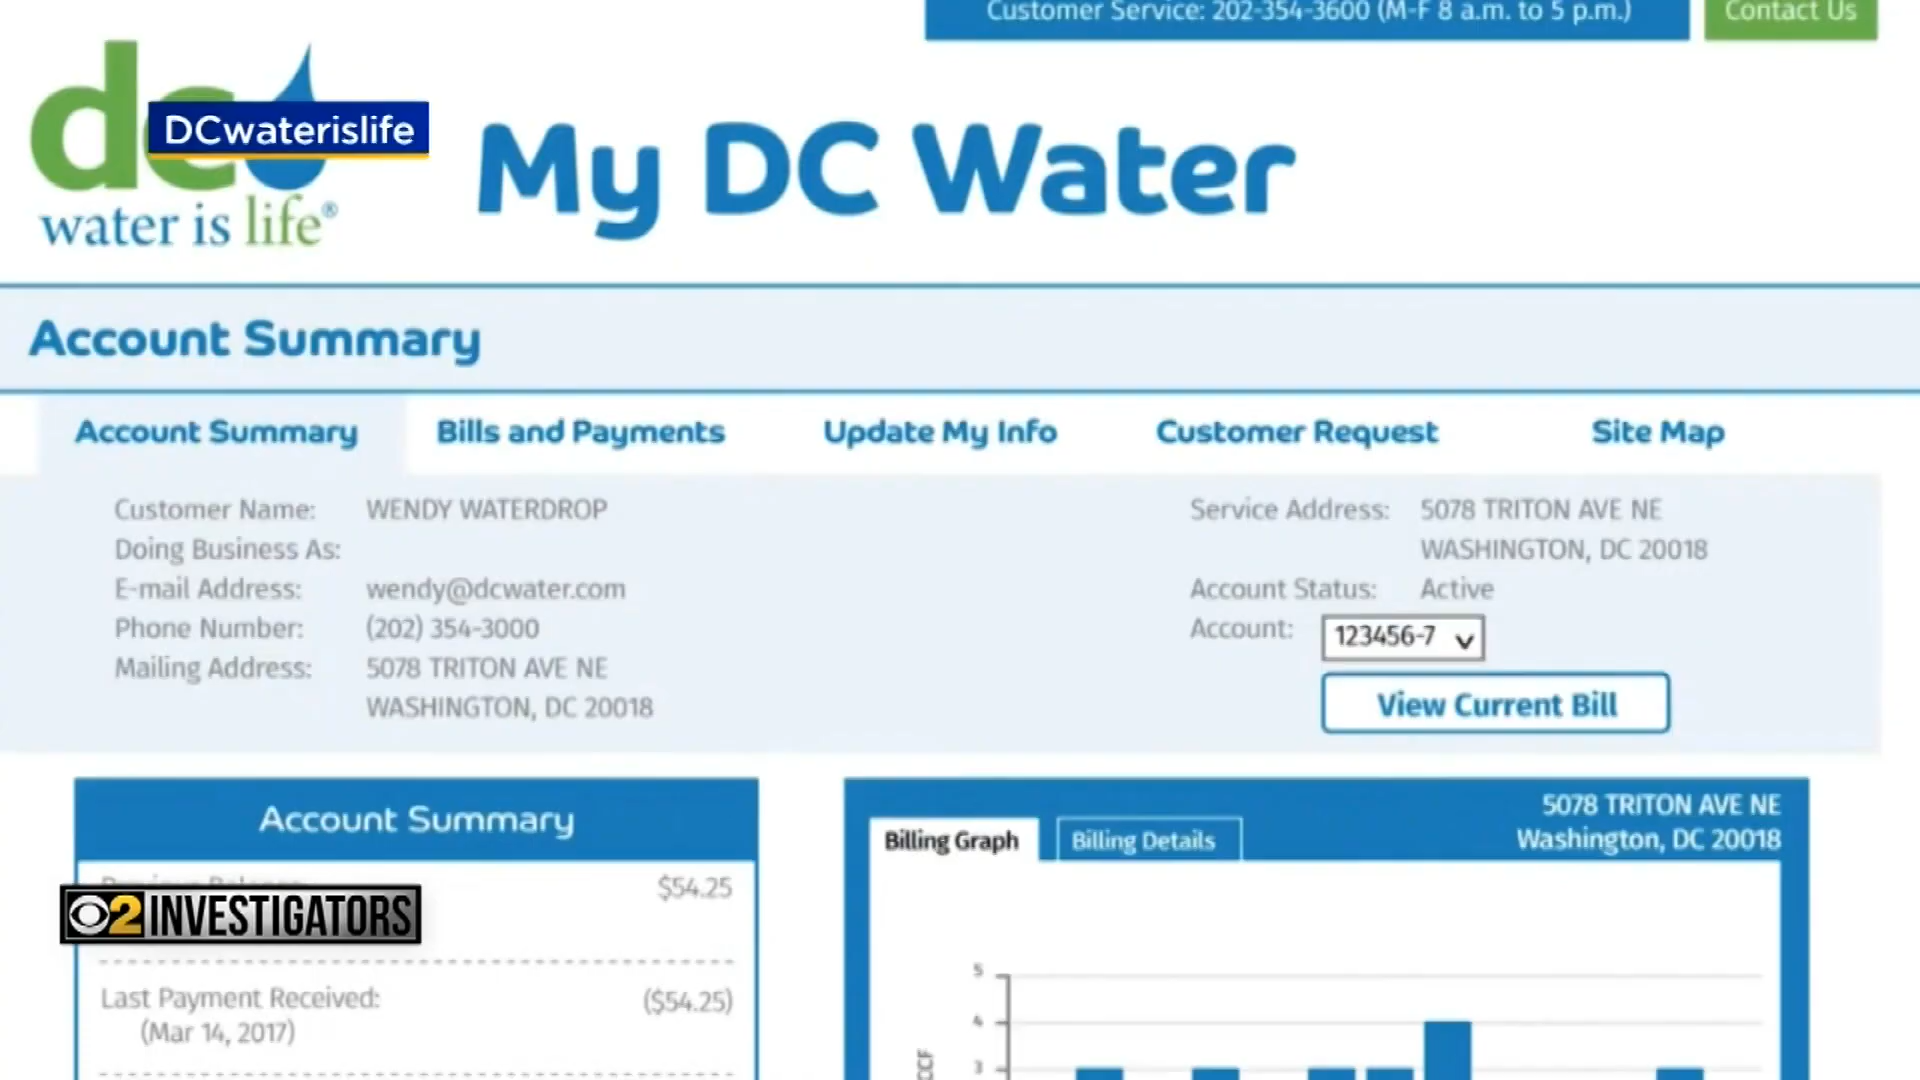 Customer Service: 202-354-3600 (M-F 8 a.m. to 5 p.m.)
Contact Us
dc
DCwaterislife
water is life®
My DC Water
Account Summary
Account Summary
Bills and Payments
Update My Info
Customer Request
Site Map
Customer Name: WENDY WATERDROP
Doing Business As:
E-mail Address: wendy@dcwater.com
Phone Number: (202) 354-3000
Mailing Address: 5078 TRITON AVE NE
WASHINGTON, DC 20018
Service Address: 5078 TRITON AVE NE
WASHINGTON, DC 20018
Account Status: Active
Account: 123456-7
View Current Bill
Account Summary
Previous Balance: $54.25
2 INVESTIGATORS
Last Payment Received: ($54.25)
(Mar 14, 2017)
5078 TRITON AVE NE
Washington, DC 20018
Billing Graph
Billing Details
5
4
3
CCF